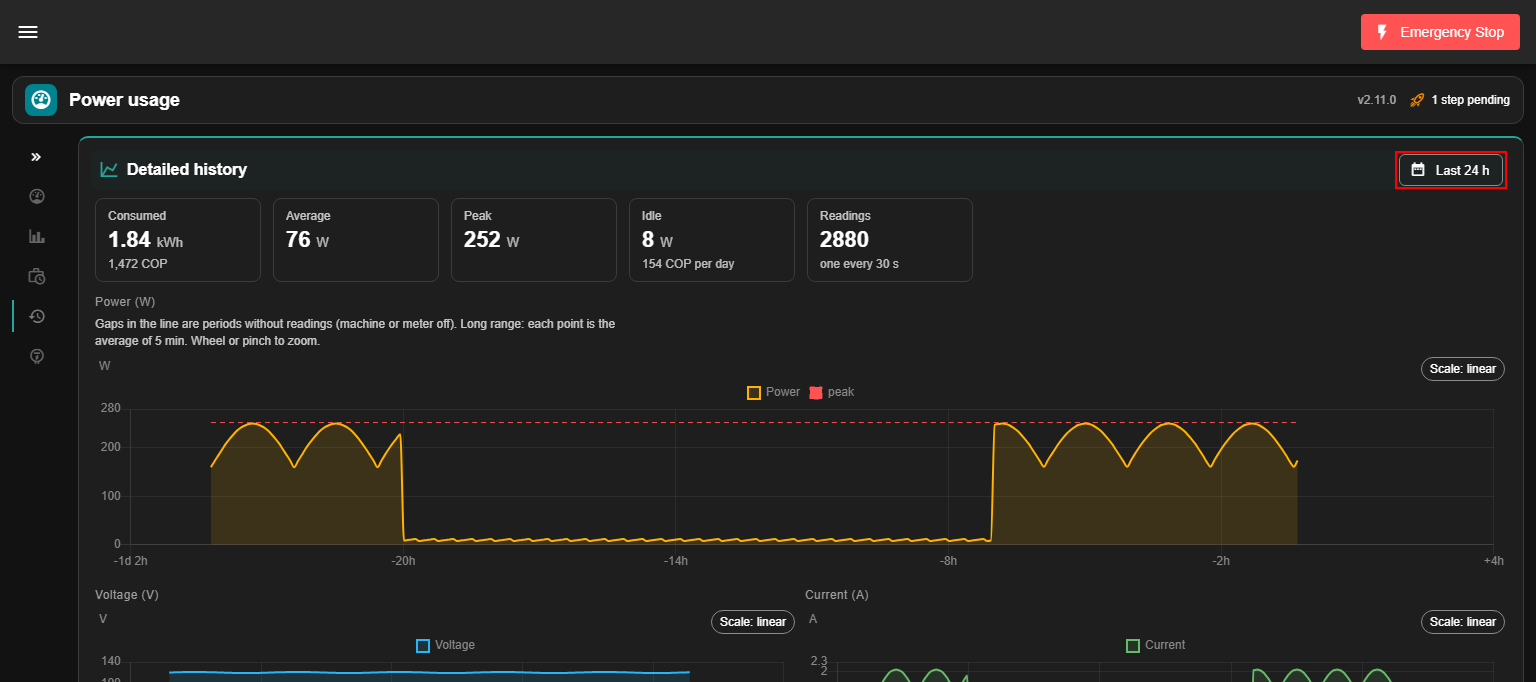 Emergency Stop
Power usage
v2.11.0
1 step pending
Detailed history
Last 24 h
Consumed
1.84 kWh
1,472 COP
Average
76 W
Peak
252 W
Idle
8 W
154 COP per day
Readings
2880
one every 30 s
Power (W)
Gaps in the line are periods without readings (machine or meter off). Long range: each point is the
average of 5 min. Wheel or pinch to zoom.
W
Scale: linear
Power
peak
280
200
100
0
-1d 2h
-20h
-14h
-8h
-2h
+4h
Voltage (V)
V
Scale: linear
Voltage
140
Current (A)
A
Scale: linear
Current
2.3
2